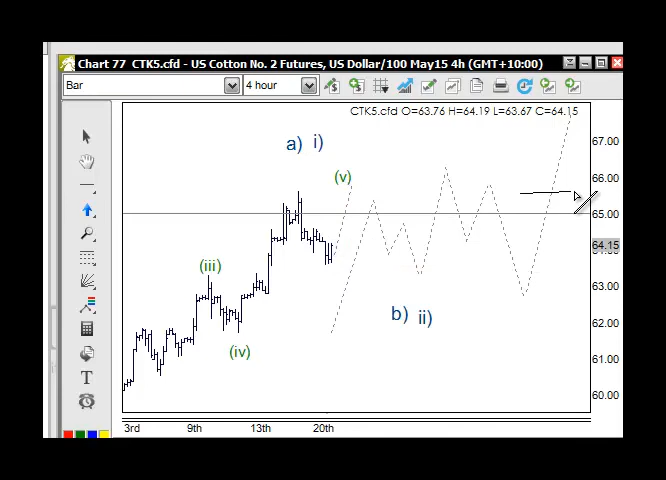 Chart 77 CTK5.cfd - US Cotton No. 2 Futures, US Dollar/100 May15 4h (GMT+10:00)
Bar 4 hour
CTK5.cfd O=63.76 H=64.19 L=63.67 C=64.15
67.00
a) i)
(v)
66.00
65.00
64.15
(iii)
63.00
b) ii)
62.00
(iv)
61.00
60.00
T
3rd 9th 13th 20th